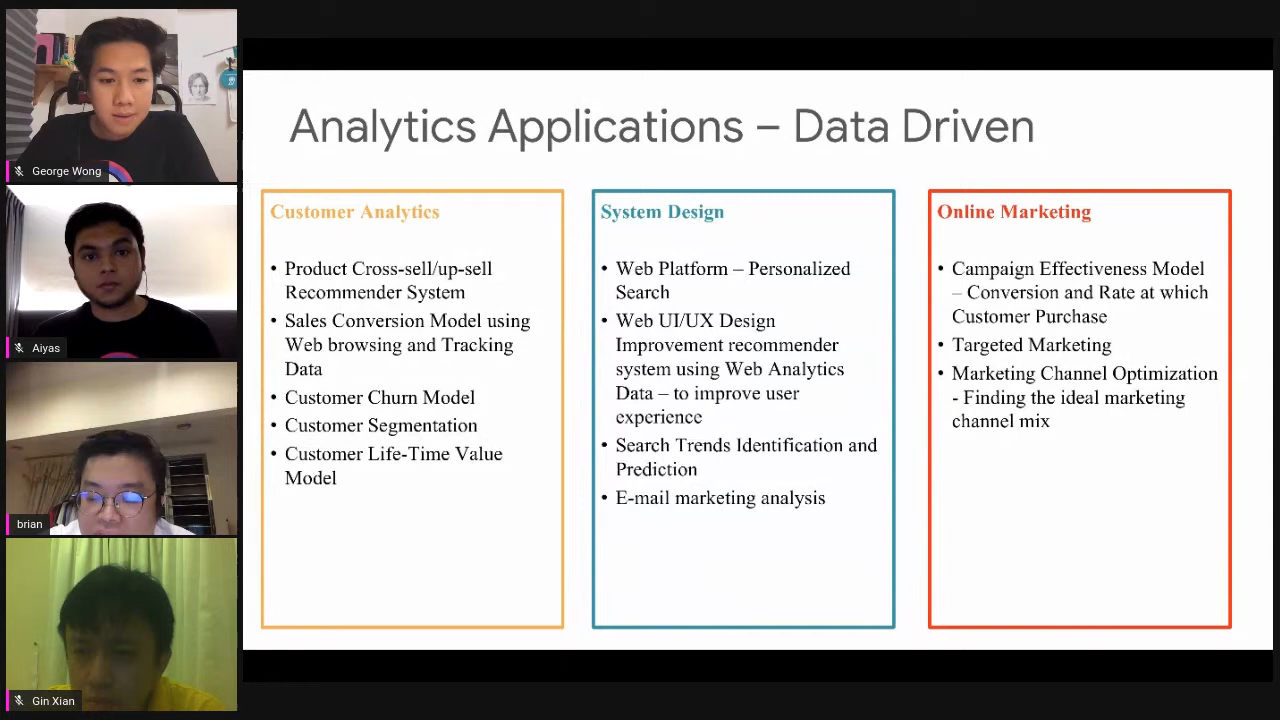 George Wong
Aiyas
brian
Gin Xian
Analytics Applications – Data Driven
Customer Analytics
• Product Cross-sell/up-sell
Recommender System
• Sales Conversion Model using
Web browsing and Tracking
Data
• Customer Churn Model
• Customer Segmentation
• Customer Life-Time Value
Model
System Design
• Web Platform – Personalized
Search
• Web UI/UX Design
Improvement recommender
system using Web Analytics
Data – to improve user
experience
• Search Trends Identification and
Prediction
• E-mail marketing analysis
Online Marketing
• Campaign Effectiveness Model
– Conversion and Rate at which
Customer Purchase
• Targeted Marketing
• Marketing Channel Optimization
- Finding the ideal marketing
channel mix